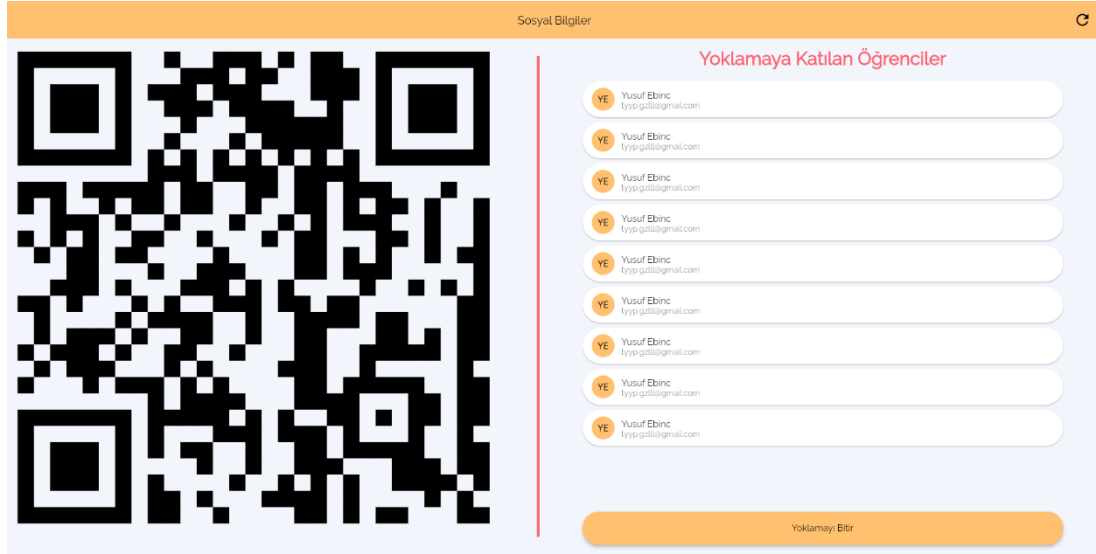 Sosyal Bilgiler
Yoklamaya Katılan Öğrenciler
YE
Yusuf Ebinc
tyyp.gzlll@gmail.com
YE
Yusuf Ebinc
tyyp.gzlll@gmail.com
YE
Yusuf Ebinc
tyyp.gzlll@gmail.com
YE
Yusuf Ebinc
tyyp.gzlll@gmail.com
YE
Yusuf Ebinc
tyyp.gzlll@gmail.com
YE
Yusuf Ebinc
tyyp.gzlll@gmail.com
YE
Yusuf Ebinc
tyyp.gzlll@gmail.com
YE
Yusuf Ebinc
tyyp.gzlll@gmail.com
YE
Yusuf Ebinc
tyyp.gzlll@gmail.com
Yoklamayı Bitir